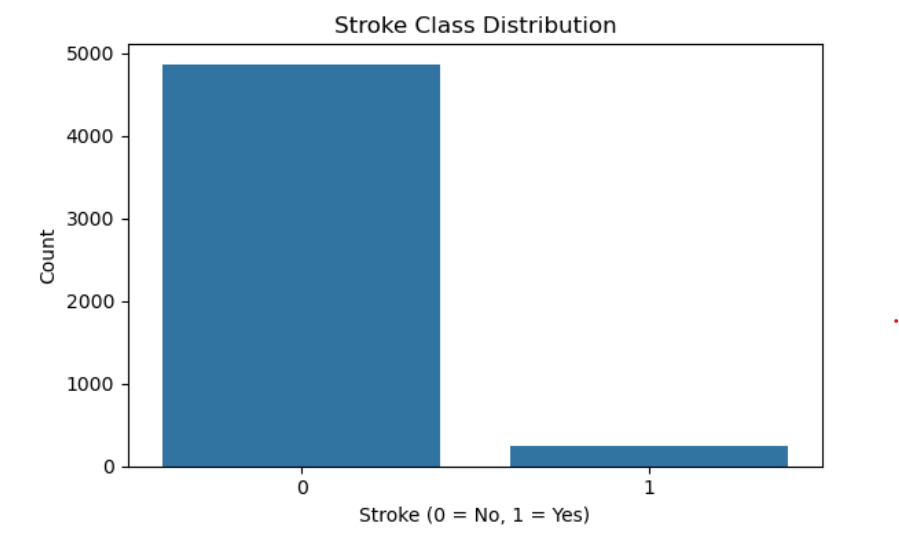 Stroke Class Distribution
5000
4000
3000
2000
1000
0
Count
0 1
Stroke (0 = No, 1 = Yes)